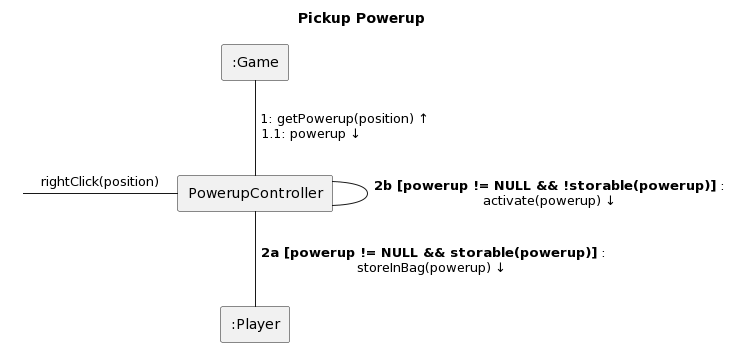 Pickup Powerup
:Game
1: getPowerup(position) ↑
1.1: powerup ↓
rightClick(position)
PowerupController
2b [powerup != NULL && !storable(powerup)] :
activate(powerup) ↓
2a [powerup != NULL && storable(powerup)] :
storeInBag(powerup) ↓
:Player